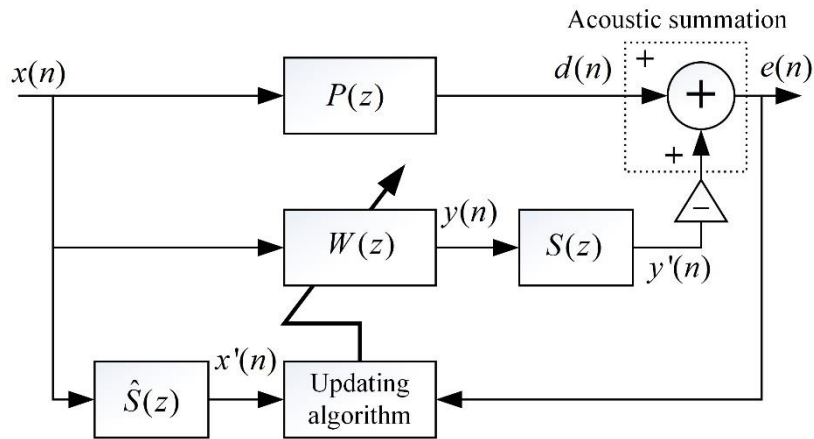 Acoustic summation
x(n)
P(z)
d(n)
+
+
e(n)
+
W(z)
y(n)
S(z)
y'(n)
−
Ŝ(z)
x'(n)
Updating
algorithm